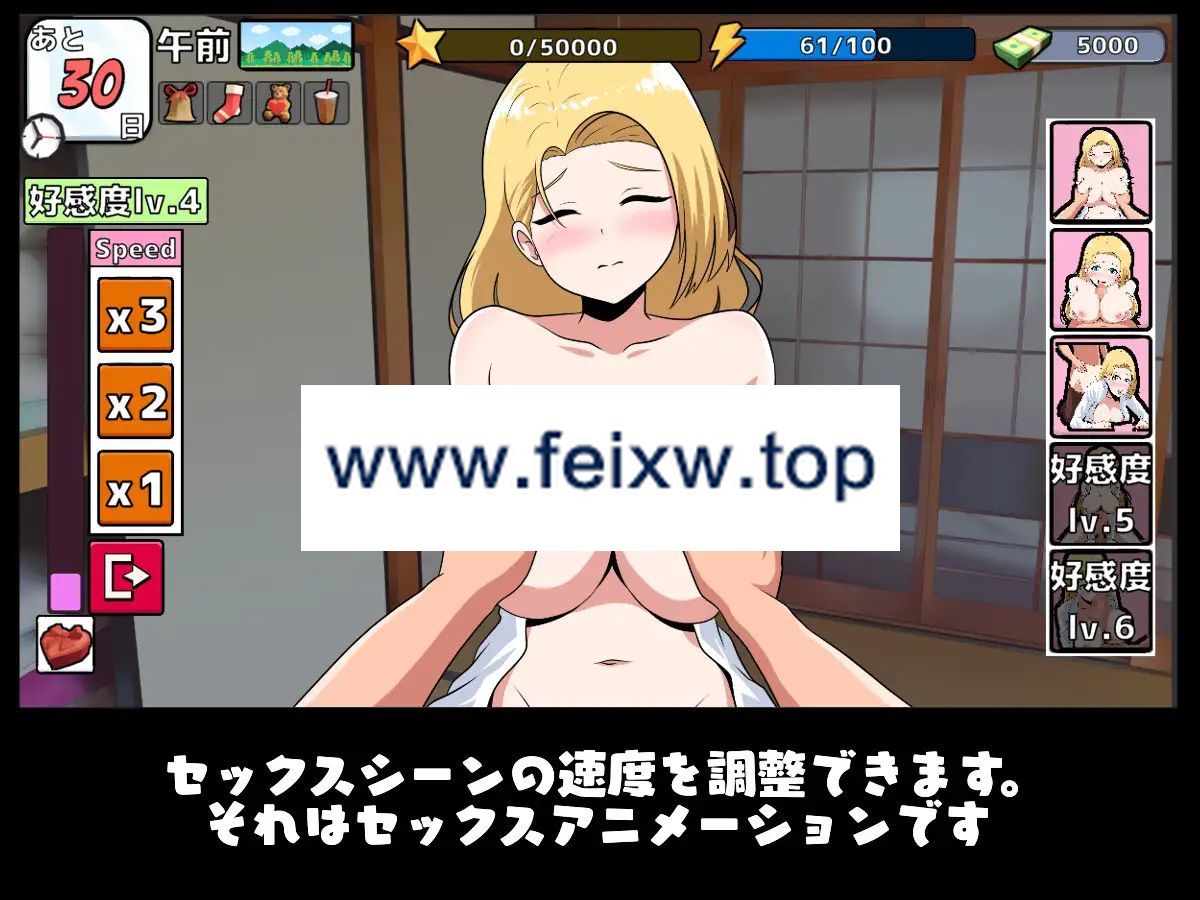 あと
30
日
午前
0/50000
61/100
5000
好感度lv.4
Speed
x3
x2
x1
www.feixw.top
好感度
lv.5
好感度
lv.6
セックスシーンの速度を調整できます。
それはセックスアニメーションです